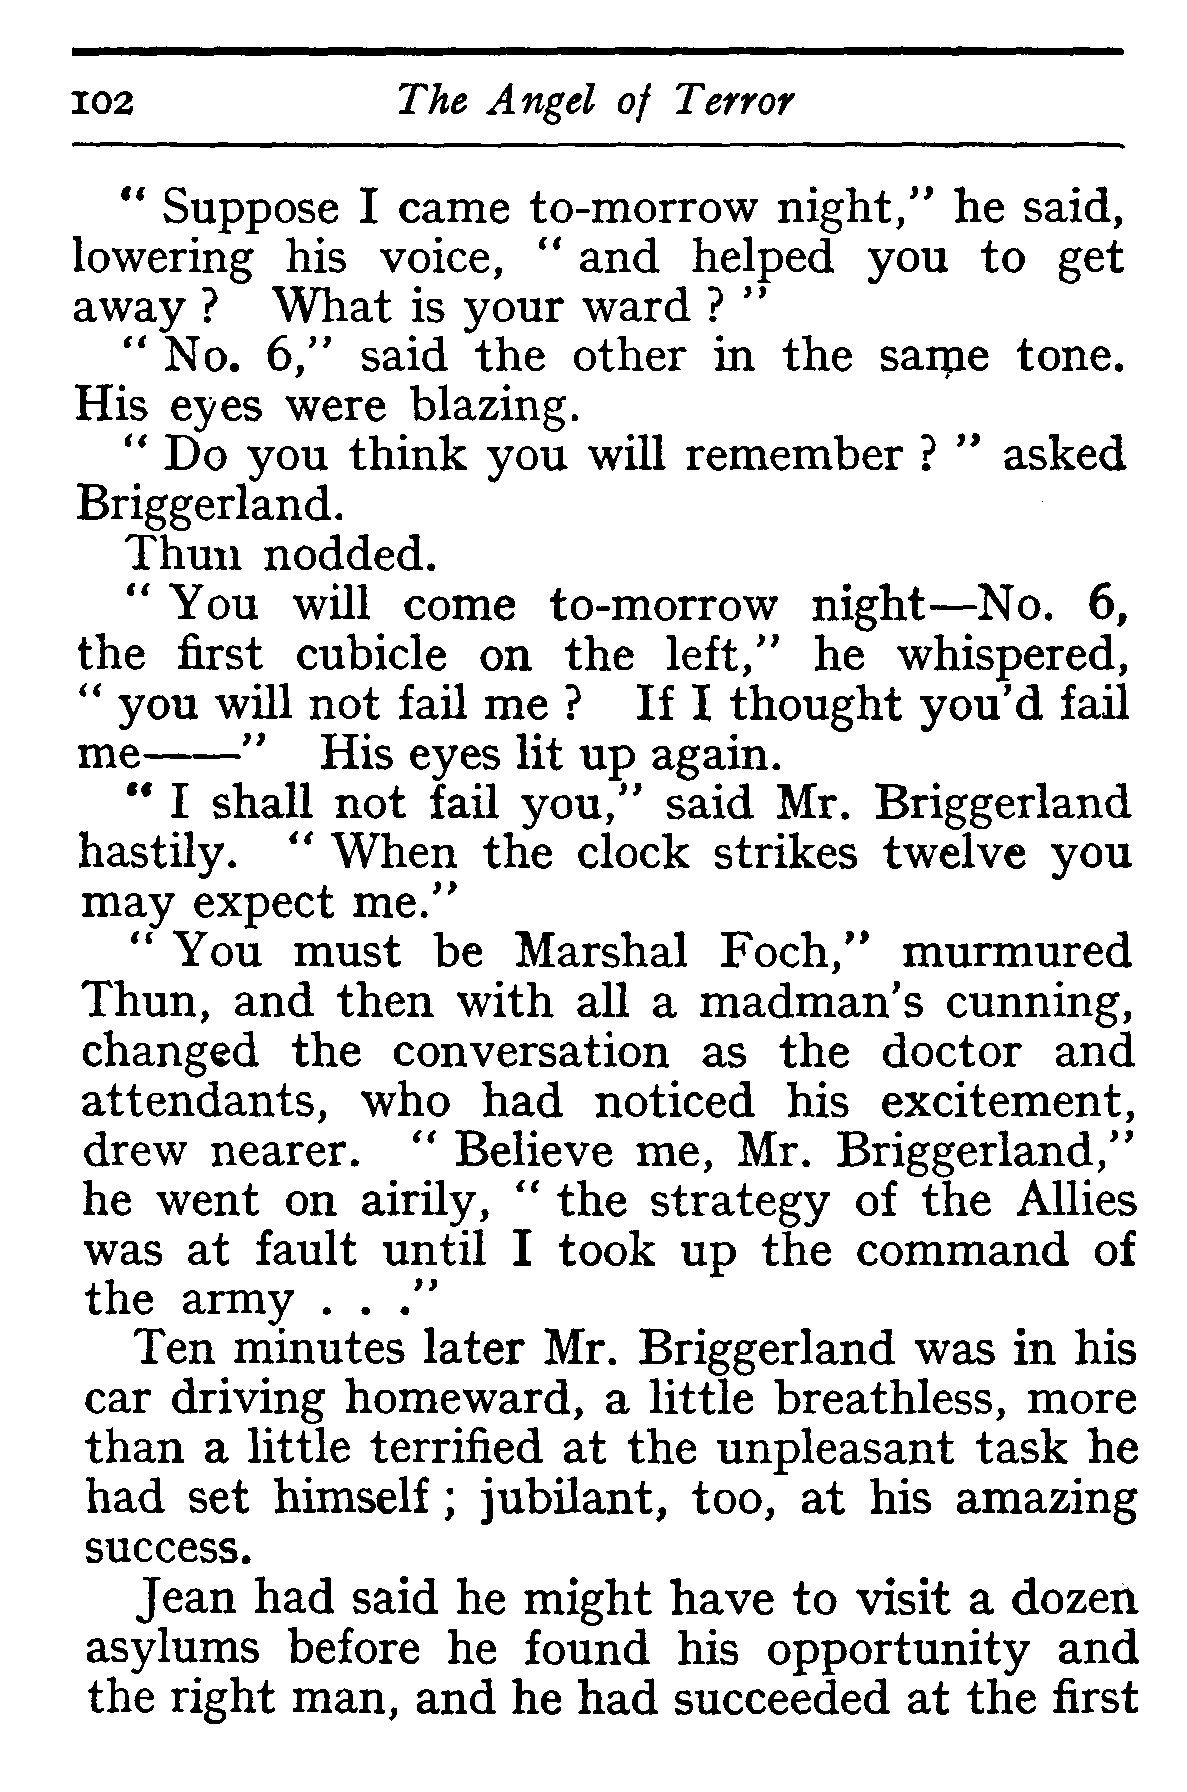 102 The Angel of Terror
“ Suppose I came to-morrow night,” he said,
lowering his voice, “ and helped you to get
away ? What is your ward ? ”
“ No. 6,” said the other in the same tone.
His eyes were blazing.
“ Do you think you will remember ? ” asked
Briggerland.
Thun nodded.
“ You will come to-morrow night—No. 6,
the first cubicle on the left,” he whispered,
“ you will not fail me ? If I thought you’d fail
me——” His eyes lit up again.
“ I shall not fail you,” said Mr. Briggerland
hastily. “ When the clock strikes twelve you
may expect me.”
“ You must be Marshal Foch,” murmured
Thun, and then with all a madman’s cunning,
changed the conversation as the doctor and
attendants, who had noticed his excitement,
drew nearer. “ Believe me, Mr. Briggerland,”
he went on airily, “ the strategy of the Allies
was at fault until I took up the command of
the army . . .”
Ten minutes later Mr. Briggerland was in his
car driving homeward, a little breathless, more
than a little terrified at the unpleasant task he
had set himself ; jubilant, too, at his amazing
success.
Jean had said he might have to visit a dozen
asylums before he found his opportunity and
the right man, and he had succeeded at the first